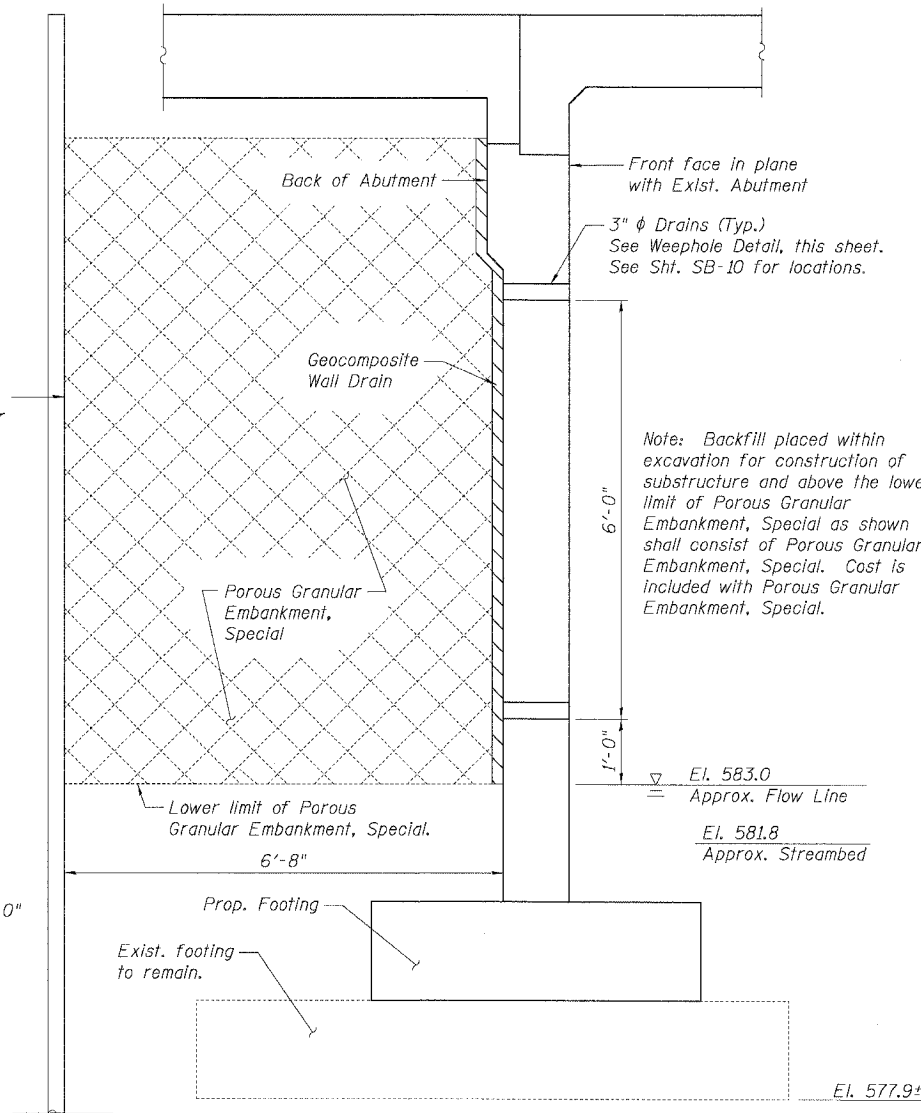 Back of Abutment
Front face in plane
with Exist. Abutment
3" ϕ Drains (Typ.)
See Weephole Detail, this sheet.
See Sht. SB-10 for locations.
Geocomposite
Wall Drain
Note: Backfill placed within
excavation for construction of
substructure and above the lowe
limit of Porous Granular
Embankment, Special as shown
shall consist of Porous Granular
Embankment, Special. Cost is
included with Porous Granular
Embankment, Special.
6'-0"
Porous Granular
Embankment,
Special
1'-0"
El. 583.0
Approx. Flow Line
Lower limit of Porous
Granular Embankment, Special.
El. 581.8
Approx. Streambed
6'-8"
0"
Prop. Footing
Exist. footing
to remain.
El. 577.9±